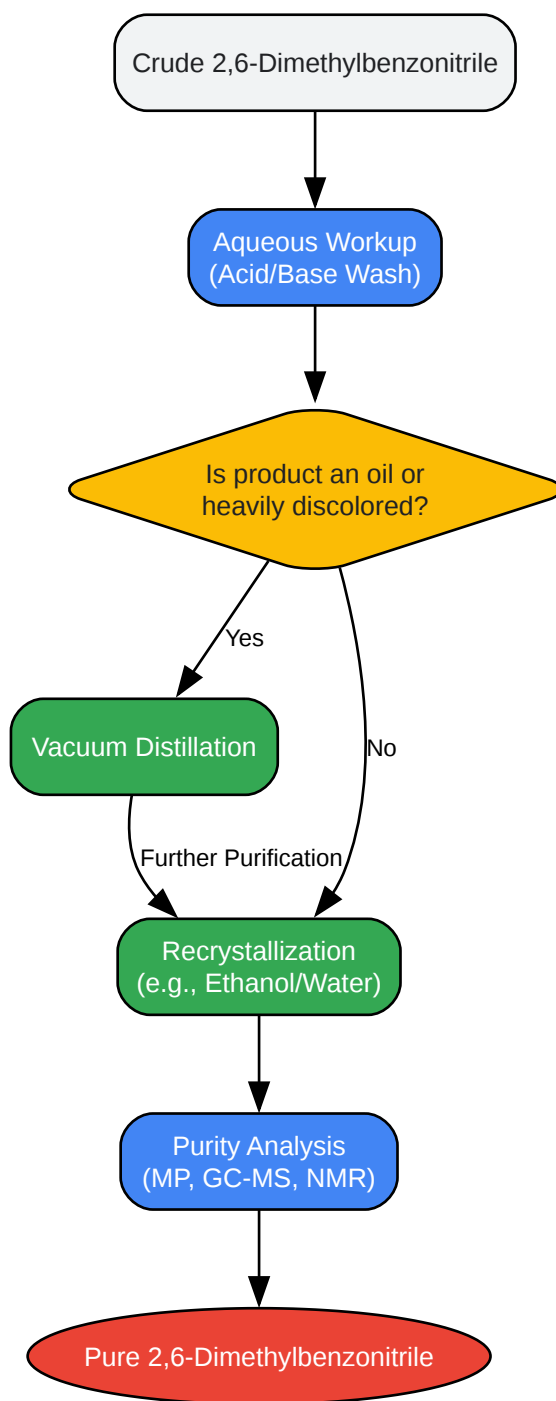 Crude 2,6-Dimethylbenzonitrile
Aqueous Workup
(Acid/Base Wash)
Is product an oil or
heavily discolored?
Yes
Vacuum Distillation
No
Further Purification
Recrystallization
(e.g., Ethanol/Water)
Purity Analysis
(MP, GC-MS, NMR)
Pure 2,6-Dimethylbenzonitrile